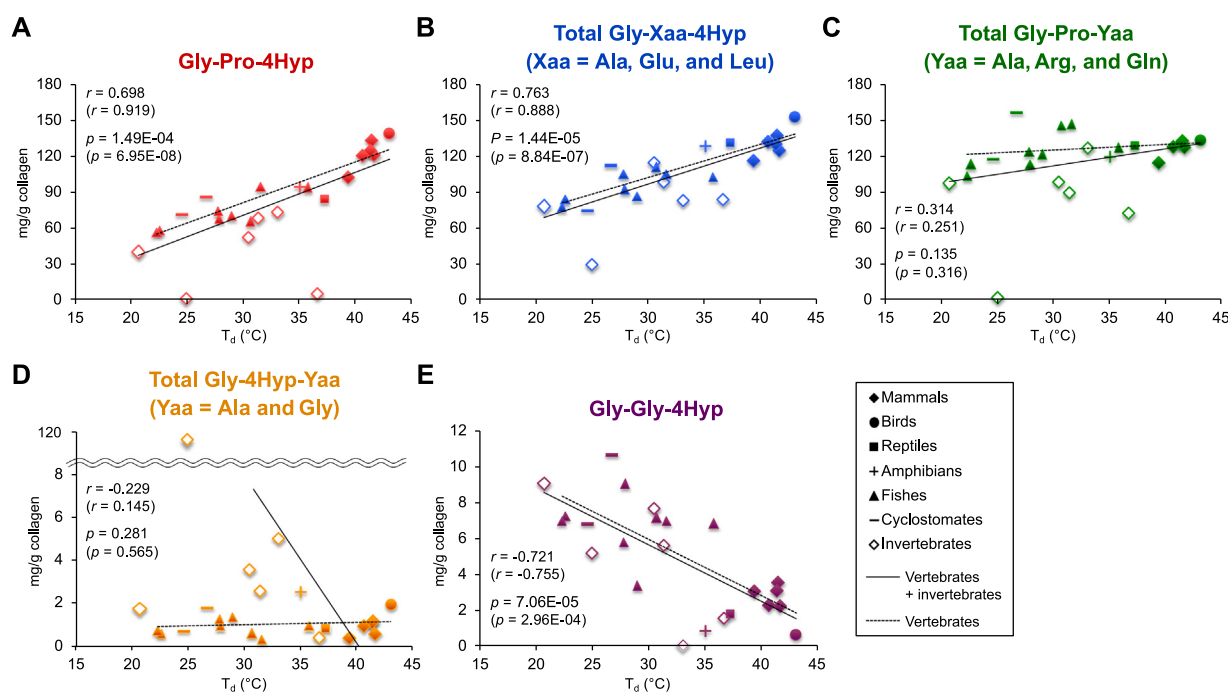 A
Gly-Pro-4Hyp
r = 0.698
(r = 0.919)
p = 1.49E-04
(p = 6.95E-08)
mg/g collagen
180
150
120
90
60
30
0
15 20 25 30 35 40 45
Td (°C)
B
Total Gly-Xaa-4Hyp
(Xaa = Ala, Glu, and Leu)
r = 0.763
(r = 0.888)
P = 1.44E-05
(p = 8.84E-07)
mg/g collagen
180
150
120
90
60
30
0
15 20 25 30 35 40 45
Td (°C)
C
Total Gly-Pro-Yaa
(Yaa = Ala, Arg, and Gln)
mg/g collagen
180
150
120
90
60
30
0
r = 0.314
(r = 0.251)
p = 0.135
(p = 0.316)
15 20 25 30 35 40 45
Td (°C)
D
Total Gly-4Hyp-Yaa
(Yaa = Ala and Gly)
mg/g collagen
120
8
6
4
2
0
r = -0.229
(r = 0.145)
p = 0.281
(p = 0.565)
15 20 25 30 35 40 45
Td (°C)
E
Gly-Gly-4Hyp
mg/g collagen
12
10
8
6
4
2
0
r = -0.721
(r = -0.755)
p = 7.06E-05
(p = 2.96E-04)
15 20 25 30 35 40 45
Td (°C)
Mammals
Birds
Reptiles
Amphibians
Fishes
Cyclostomates
Invertebrates
Vertebrates
+ invertebrates
Vertebrates